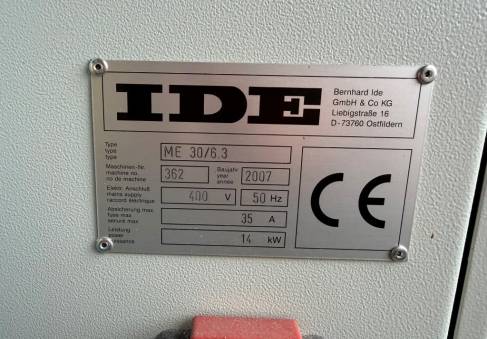 IDE
Bernhard Ide
GmbH & Co KG
Liebigstraße 16
D-73760 Ostfildern
Type
type
type
ME 30/6.3
Maschinen-Nr.
machine no.
no de machine
362
Baujahr
year
année
2007
Elektr. Anschluß
mains supply
raccord électrique
400 V
50 Hz
Absicherung max.
fuse max
35 A
Leistung
power
puissance
14 kW
CE